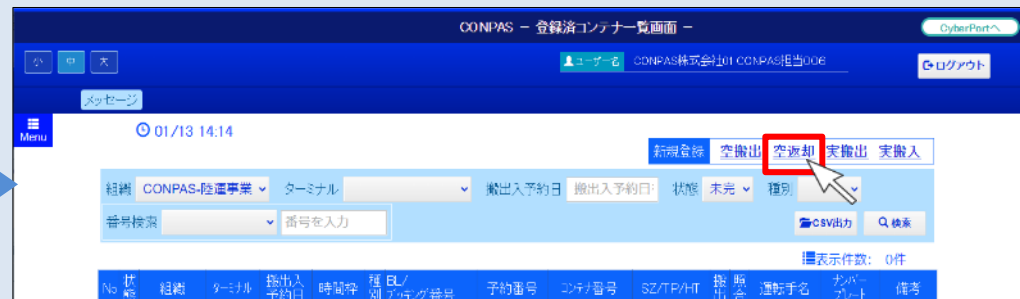 CONPAS － 登録済コンテナ一覧画面 －
CyberPortへ
小 中 大
ユーザー名 CONPAS株式会社01 CONPAS担当006
ログアウト
メッセージ
Menu
01/13 14:14
新規登録 空搬出 空返却 実搬出 実搬入
組織 CONPAS-陸運事業 ターミナル 搬出入予約日 搬出入予約日 状態 未完 種別
番号検索 番号を入力 CSV出力 検索
表示件数: 0件
No 状態 組織 ターミナル 搬出入予約日 時間枠 種別 BL/ブッキング番号 予約番号 コンテナ番号 SZ/TP/HT 搬出 照合 運転手名 ナンバープレート 備考